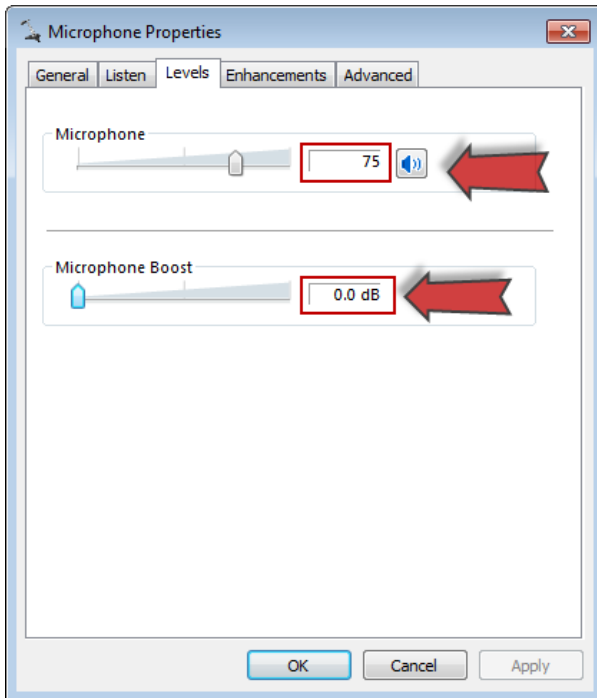 Microphone Properties
General Listen Levels Enhancements Advanced
Microphone
75
Microphone Boost
0.0 dB
OK Cancel Apply